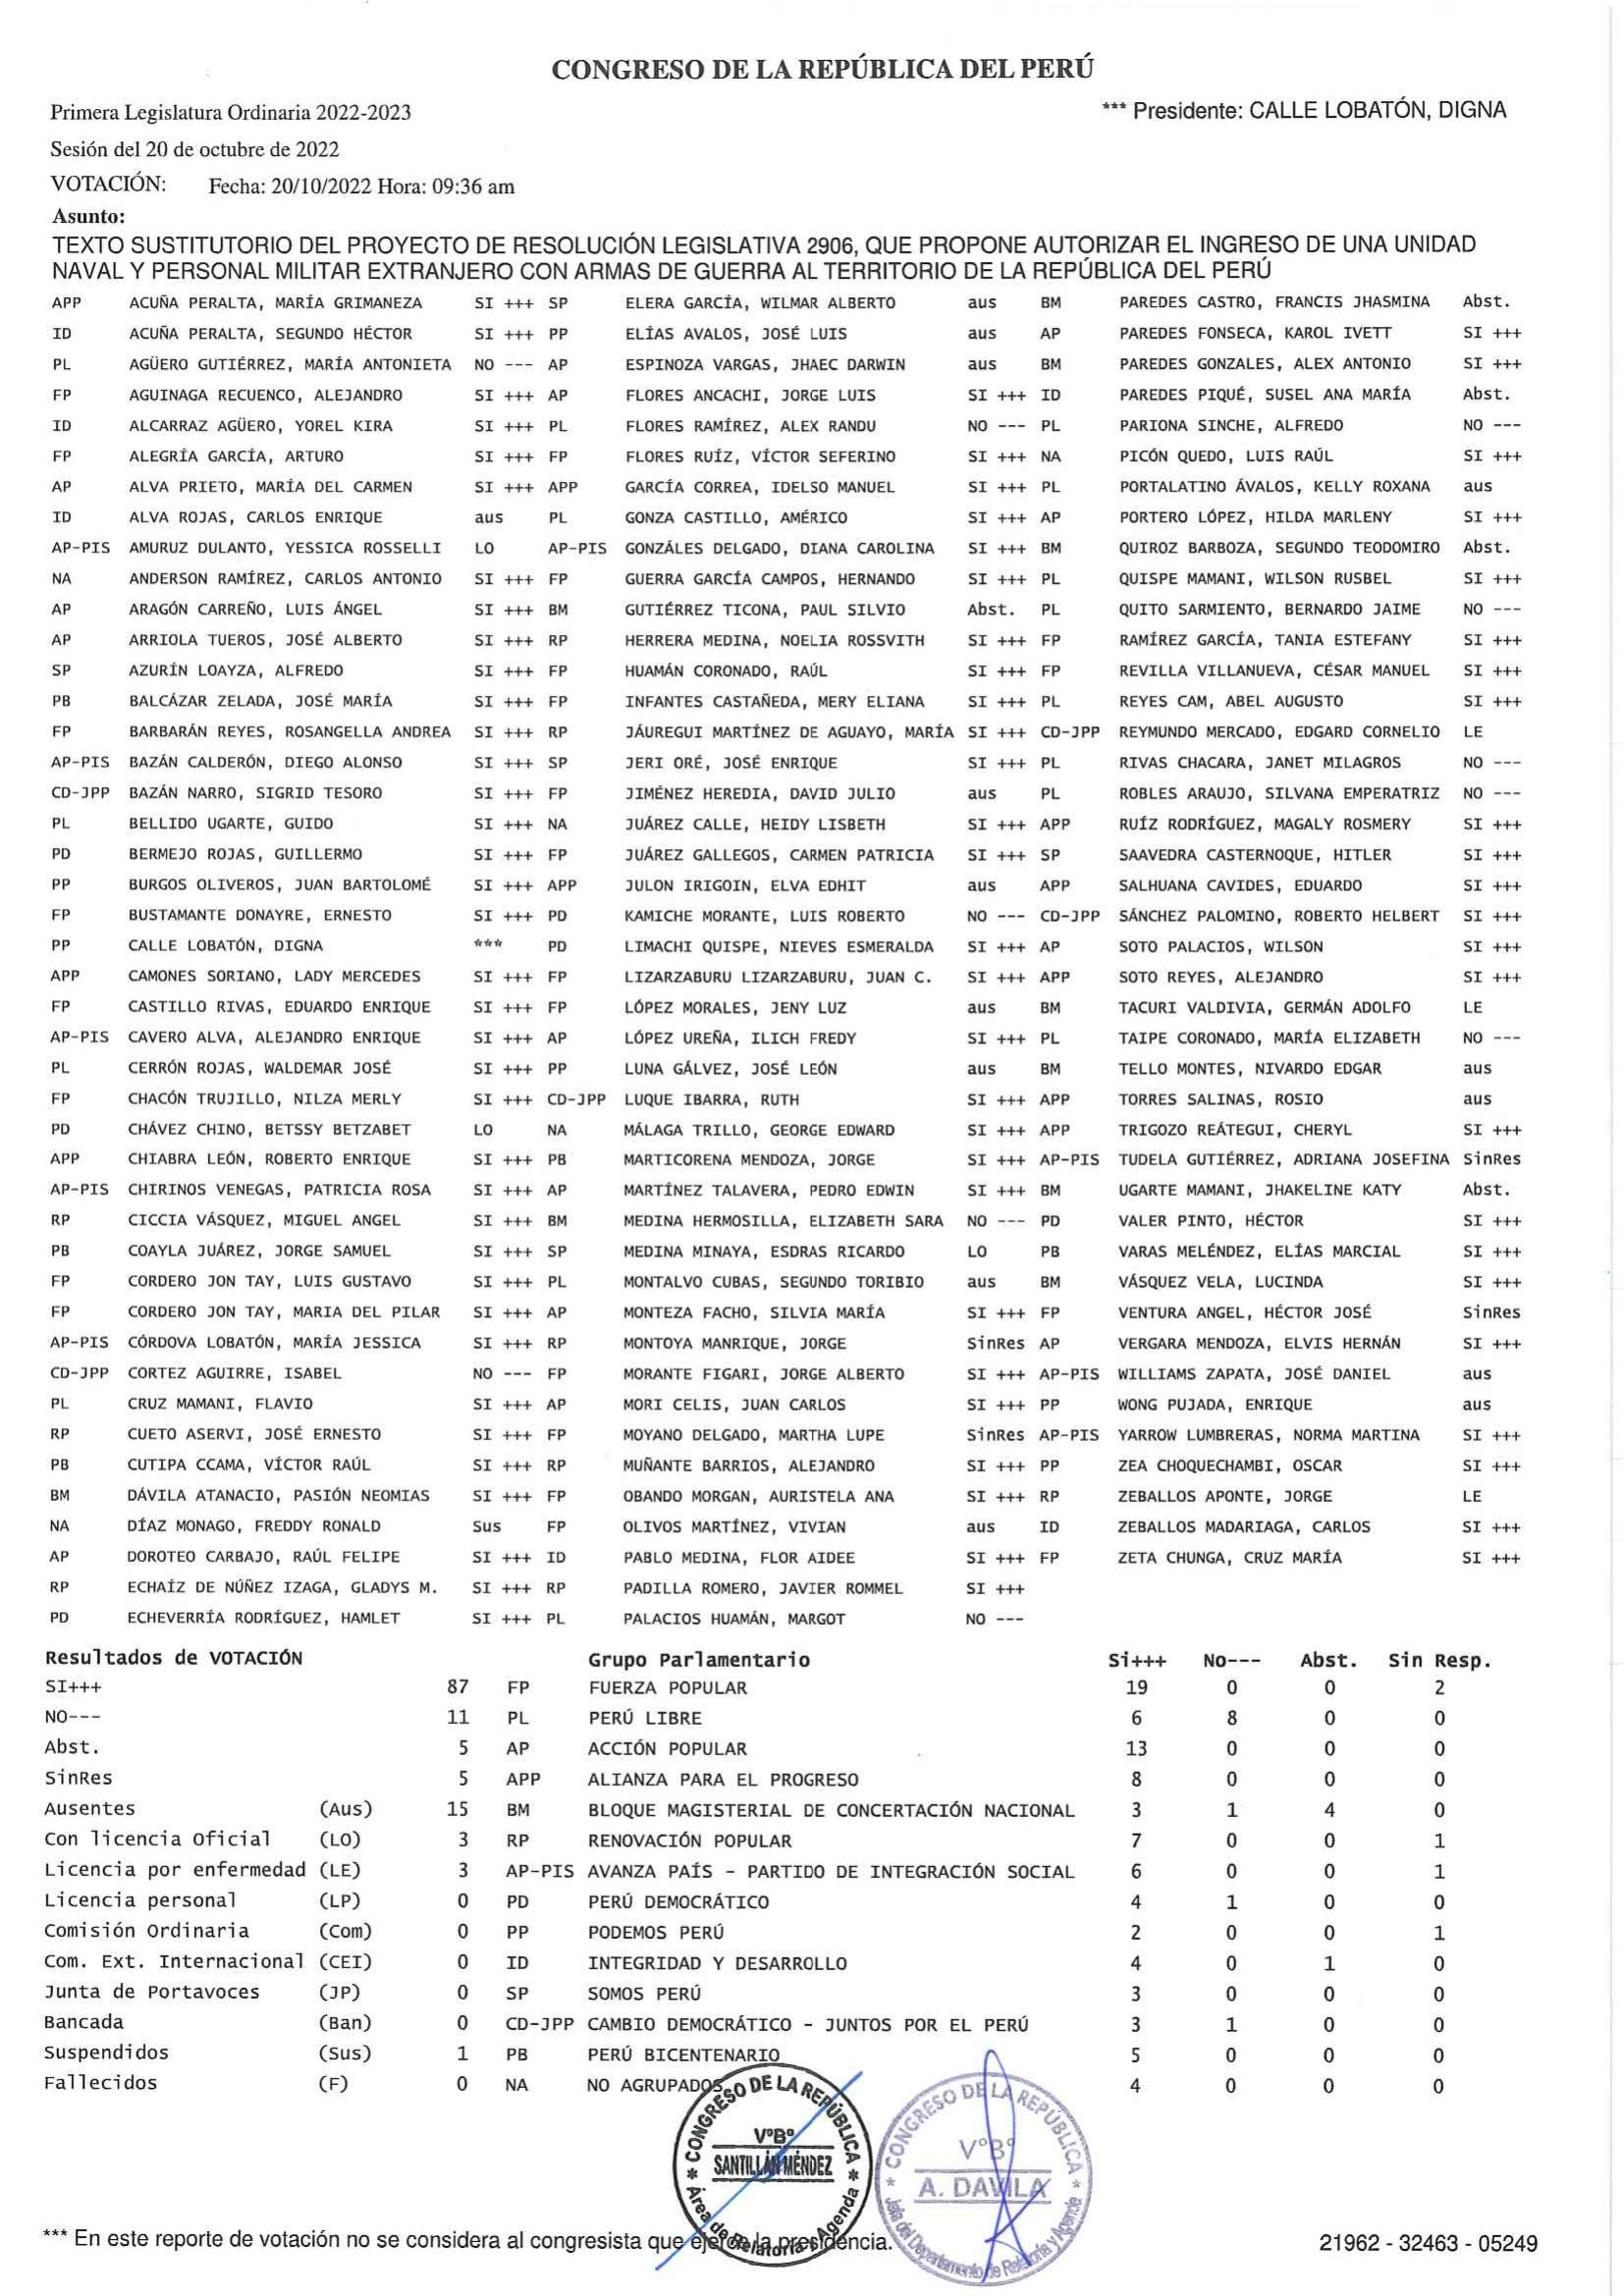 CONGRESO DE LA REPÚBLICA DEL PERÚ
Primera Legislatura Ordinaria 2022-2023 *** Presidente: CALLE LOBATÓN, DIGNA
Sesión del 20 de octubre de 2022
VOTACIÓN: Fecha: 20/10/2022 Hora: 09:36 am
Asunto:
TEXTO SUSTITUTORIO DEL PROYECTO DE RESOLUCIÓN LEGISLATIVA 2906, QUE PROPONE AUTORIZAR EL INGRESO DE UNA UNIDAD
NAVAL Y PERSONAL MILITAR EXTRANJERO CON ARMAS DE GUERRA AL TERRITORIO DE LA REPÚBLICA DEL PERÚ
APP ACUÑA PERALTA, MARÍA GRIMANEZA SI +++ SP ELERA GARCÍA, WILMAR ALBERTO aus BM PAREDES CASTRO, FRANCIS JHASMINA Abst.
ID ACUÑA PERALTA, SEGUNDO HÉCTOR SI +++ PP ELÍAS AVALOS, JOSÉ LUIS aus AP PAREDES FONSECA, KAROL IVETT SI +++
PL AGÜERO GUTIÉRREZ, MARÍA ANTONIETA NO --- AP ESPINOZA VARGAS, JHAEC DARWIN aus BM PAREDES GONZALES, ALEX ANTONIO SI +++
FP AGUINAGA RECUENCO, ALEJANDRO SI +++ AP FLORES ANCACHI, JORGE LUIS SI +++ ID PAREDES PIQUÉ, SUSEL ANA MARÍA Abst.
ID ALCARRAZ AGÜERO, YOREL KIRA SI +++ PL FLORES RAMÍREZ, ALEX RANDU NO --- PL PARIONA SINCHE, ALFREDO NO ---
FP ALEGRÍA GARCÍA, ARTURO SI +++ FP FLORES RUÍZ, VÍCTOR SEFERINO SI +++ NA PICÓN QUEDO, LUIS RAÚL SI +++
AP ALVA PRIETO, MARÍA DEL CARMEN SI +++ APP GARCÍA CORREA, IDELSO MANUEL SI +++ PL PORTALATINO ÁVALOS, KELLY ROXANA aus
ID ALVA ROJAS, CARLOS ENRIQUE aus PL GONZA CASTILLO, AMÉRICO SI +++ AP PORTERO LÓPEZ, HILDA MARLENY SI +++
AP-PIS AMURUZ DULANTO, YESSICA ROSSELLI LO AP-PIS GONZÁLES DELGADO, DIANA CAROLINA SI +++ BM QUIROZ BARBOZA, SEGUNDO TEODOMIRO Abst.
NA ANDERSON RAMÍREZ, CARLOS ANTONIO SI +++ FP GUERRA GARCÍA CAMPOS, HERNANDO SI +++ PL QUISPE MAMANI, WILSON RUSBEL SI +++
AP ARAGÓN CARREÑO, LUIS ÁNGEL SI +++ BM GUTIÉRREZ TICONA, PAUL SILVIO Abst. PL QUITO SARMIENTO, BERNARDO JAIME NO ---
AP ARRIOLA TUEROS, JOSÉ ALBERTO SI +++ RP HERRERA MEDINA, NOELIA ROSSVITH SI +++ FP RAMÍREZ GARCÍA, TANIA ESTEFANY SI +++
SP AZURÍN LOAYZA, ALFREDO SI +++ FP HUAMÁN CORONADO, RAÚL SI +++ FP REVILLA VILLANUEVA, CÉSAR MANUEL SI +++
PB BALCÁZAR ZELADA, JOSÉ MARÍA SI +++ FP INFANTES CASTAÑEDA, MERY ELIANA SI +++ PL REYES CAM, ABEL AUGUSTO SI +++
FP BARBARÁN REYES, ROSANGELLA ANDREA SI +++ RP JÁUREGUI MARTÍNEZ DE AGUAYO, MARÍA SI +++ CD-JPP REYMUNDO MERCADO, EDGARD CORNELIO LE
AP-PIS BAZÁN CALDERÓN, DIEGO ALONSO SI +++ SP JERI ORÉ, JOSÉ ENRIQUE SI +++ PL RIVAS CHACARA, JANET MILAGROS NO ---
CD-JPP BAZÁN NARRO, SIGRID TESORO SI +++ FP JIMÉNEZ HEREDIA, DAVID JULIO aus PL ROBLES ARAUJO, SILVANA EMPERATRIZ NO ---
PL BELLIDO UGARTE, GUIDO SI +++ NA JUÁREZ CALLE, HEIDY LISBETH SI +++ APP RUÍZ RODRÍGUEZ, MAGALY ROSMERY SI +++
PD BERMEJO ROJAS, GUILLERMO SI +++ FP JUÁREZ GALLEGOS, CARMEN PATRICIA SI +++ SP SAAVEDRA CASTERNOQUE, HITLER SI +++
PP BURGOS OLIVEROS, JUAN BARTOLOMÉ SI +++ APP JULON IRIGOIN, ELVA EDHIT aus APP SALHUANA CAVIDES, EDUARDO SI +++
FP BUSTAMANTE DONAYRE, ERNESTO SI +++ PD KAMICHE MORANTE, LUIS ROBERTO NO --- CD-JPP SÁNCHEZ PALOMINO, ROBERTO HELBERT SI +++
PP CALLE LOBATÓN, DIGNA *** PD LIMACHI QUISPE, NIEVES ESMERALDA SI +++ AP SOTO PALACIOS, WILSON SI +++
APP CAMONES SORIANO, LADY MERCEDES SI +++ FP LIZARZABURU LIZARZABURU, JUAN C. SI +++ APP SOTO REYES, ALEJANDRO SI +++
FP CASTILLO RIVAS, EDUARDO ENRIQUE SI +++ FP LÓPEZ MORALES, JENY LUZ aus BM TACURI VALDIVIA, GERMÁN ADOLFO LE
AP-PIS CAVERO ALVA, ALEJANDRO ENRIQUE SI +++ AP LÓPEZ UREÑA, ILICH FREDY SI +++ PL TAIPE CORONADO, MARÍA ELIZABETH NO ---
PL CERRÓN ROJAS, WALDEMAR JOSÉ SI +++ PP LUNA GÁLVEZ, JOSÉ LEÓN aus BM TELLO MONTES, NIVARDO EDGAR aus
FP CHACÓN TRUJILLO, NILZA MERLY SI +++ CD-JPP LUQUE IBARRA, RUTH SI +++ APP TORRES SALINAS, ROSIO aus
PD CHÁVEZ CHINO, BETSSY BETZABET LO NA MÁLAGA TRILLO, GEORGE EDWARD SI +++ APP TRIGOZO REÁTEGUI, CHERYL SI +++
APP CHIABRA LEÓN, ROBERTO ENRIQUE SI +++ PB MARTICORENA MENDOZA, JORGE SI +++ AP-PIS TUDELA GUTIÉRREZ, ADRIANA JOSEFINA SinRes
AP-PIS CHIRINOS VENEGAS, PATRICIA ROSA SI +++ AP MARTÍNEZ TALAVERA, PEDRO EDWIN SI +++ BM UGARTE MAMANI, JHAKELINE KATY Abst.
RP CICCIA VÁSQUEZ, MIGUEL ANGEL SI +++ BM MEDINA HERMOSILLA, ELIZABETH SARA NO --- PD VALER PINTO, HÉCTOR SI +++
PB COAYLA JUÁREZ, JORGE SAMUEL SI +++ SP MEDINA MINAYA, ESDRAS RICARDO LO PB VARAS MELÉNDEZ, ELÍAS MARCIAL SI +++
FP CORDERO JON TAY, LUIS GUSTAVO SI +++ PL MONTALVO CUBAS, SEGUNDO TORIBIO aus BM VÁSQUEZ VELA, LUCINDA SI +++
FP CORDERO JON TAY, MARIA DEL PILAR SI +++ AP MONTEZA FACHO, SILVIA MARÍA SI +++ FP VENTURA ANGEL, HÉCTOR JOSÉ SinRes
AP-PIS CÓRDOVA LOBATÓN, MARÍA JESSICA SI +++ RP MONTOYA MANRIQUE, JORGE SinRes AP VERGARA MENDOZA, ELVIS HERNÁN SI +++
CD-JPP CORTEZ AGUIRRE, ISABEL NO --- FP MORANTE FIGARI, JORGE ALBERTO SI +++ AP-PIS WILLIAMS ZAPATA, JOSÉ DANIEL aus
PL CRUZ MAMANI, FLAVIO SI +++ AP MORI CELIS, JUAN CARLOS SI +++ PP WONG PUJADA, ENRIQUE aus
RP CUETO ASERVI, JOSÉ ERNESTO SI +++ FP MOYANO DELGADO, MARTHA LUPE SinRes AP-PIS YARROW LUMBRERAS, NORMA MARTINA SI +++
PB CUTIPA CCAMA, VÍCTOR RAÚL SI +++ RP MUÑANTE BARRIOS, ALEJANDRO SI +++ PP ZEA CHOQUECHAMBI, OSCAR SI +++
BM DÁVILA ATANACIO, PASIÓN NEOMIAS SI +++ FP OBANDO MORGAN, AURISTELA ANA SI +++ RP ZEBALLOS APONTE, JORGE LE
NA DÍAZ MONAGO, FREDDY RONALD Sus FP OLIVOS MARTÍNEZ, VIVIAN aus ID ZEBALLOS MADARIAGA, CARLOS SI +++
AP DOROTEO CARBAJO, RAÚL FELIPE SI +++ ID PABLO MEDINA, FLOR AIDEE SI +++ FP ZETA CHUNGA, CRUZ MARÍA SI +++
RP ECHAÍZ DE NÚÑEZ IZAGA, GLADYS M. SI +++ RP PADILLA ROMERO, JAVIER ROMMEL SI +++
PD ECHEVERRÍA RODRÍGUEZ, HAMLET SI +++ PL PALACIOS HUAMÁN, MARGOT NO ---
Resultados de VOTACIÓN Grupo Parlamentario Si+++ No--- Abst. Sin Resp.
SI+++ 87 FP FUERZA POPULAR 19 0 0 2
NO--- 11 PL PERÚ LIBRE 6 8 0 0
Abst. 5 AP ACCIÓN POPULAR 13 0 0 0
SinRes 5 APP ALIANZA PARA EL PROGRESO 8 0 0 0
Ausentes (Aus) 15 BM BLOQUE MAGISTERIAL DE CONCERTACIÓN NACIONAL 3 1 4 0
Con licencia Oficial (LO) 3 RP RENOVACIÓN POPULAR 7 0 0 1
Licencia por enfermedad (LE) 3 AP-PIS AVANZA PAÍS - PARTIDO DE INTEGRACIÓN SOCIAL 6 0 0 1
Licencia personal (LP) 0 PD PERÚ DEMOCRÁTICO 4 1 0 0
Comisión Ordinaria (Com) 0 PP PODEMOS PERÚ 2 0 0 1
Com. Ext. Internacional (CEI) 0 ID INTEGRIDAD Y DESARROLLO 4 0 1 0
Junta de Portavoces (JP) 0 SP SOMOS PERÚ 3 0 0 0
Bancada (Ban) 0 CD-JPP CAMBIO DEMOCRÁTICO - JUNTOS POR EL PERÚ 3 1 0 0
Suspendidos (Sus) 1 PB PERÚ BICENTENARIO 5 0 0 0
Fallecidos (F) 0 NA NO AGRUPADOS 4 0 0 0
* CONGRESO DE LA REPÚBLICA *
V°B°
SANTILLÁN MÉNDEZ
Área de Relatoría y Agenda
* CONGRESO DE LA REPÚBLICA *
V°B°
A. DAVILA
Jefa del Departamento de Relatoría y Agenda
*** En este reporte de votación no se considera al congresista que ejerce la presidencia. 21962 - 32463 - 05249